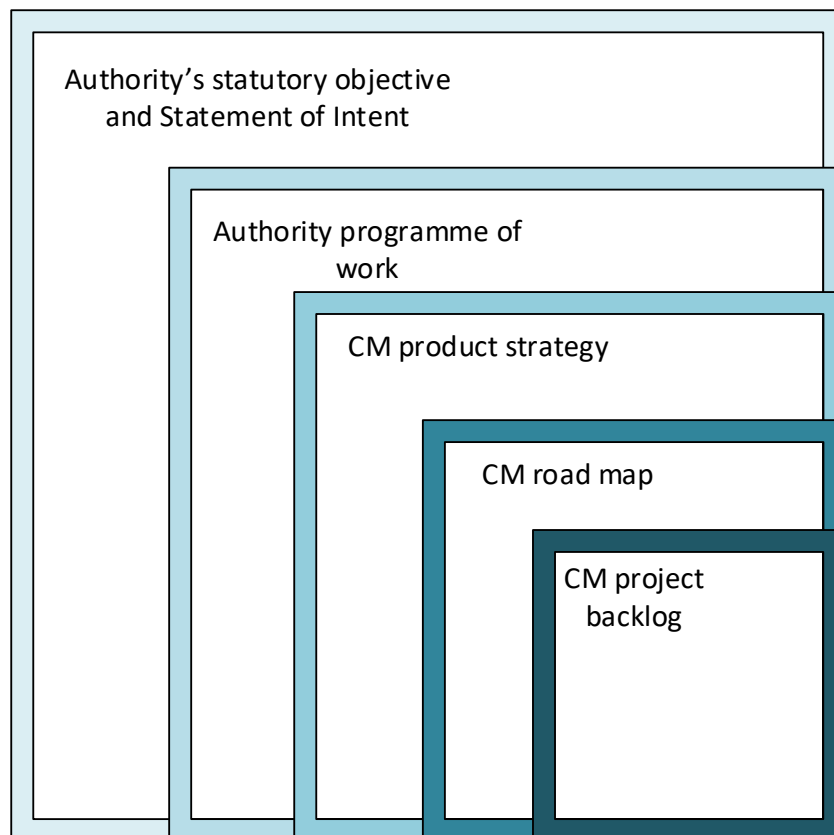 Authority’s statutory objective
and Statement of Intent
Authority programme of
work
CM product strategy
CM road map
CM project
backlog